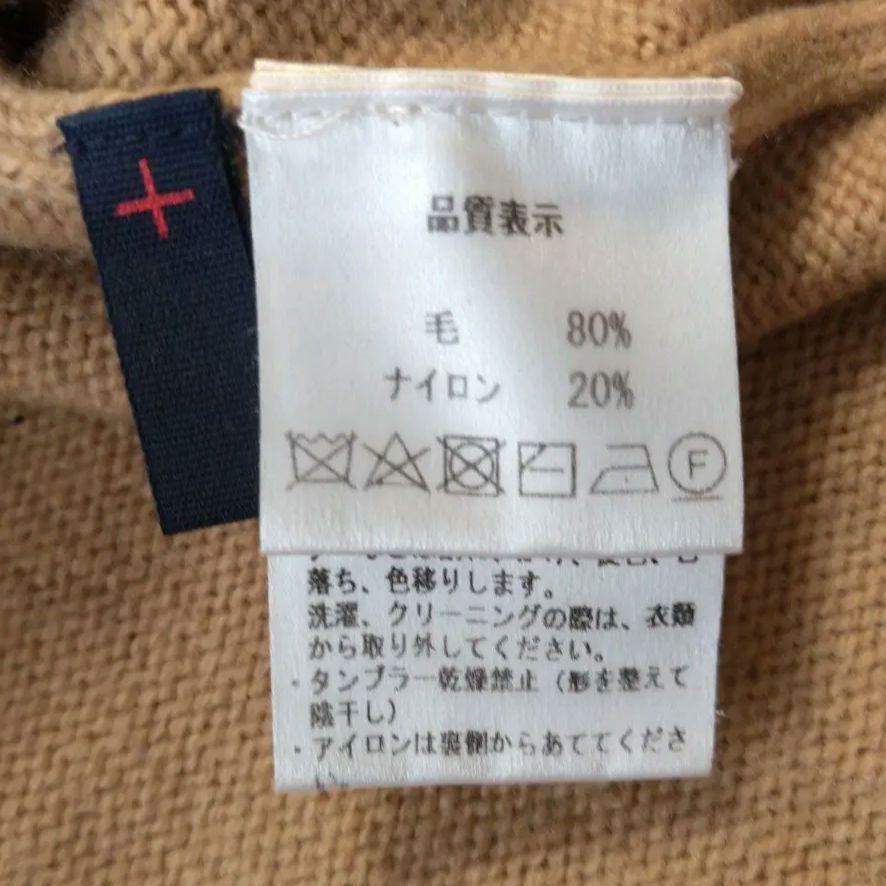 品質表示
毛 80%
ナイロン 20%
F
落ち、色移りします。
洗濯、クリーニングの際は、衣類
から取り外してください。
・タンブラー乾燥禁止（形を整えて
陰干し）
・アイロンは裏側からあててくださ
い。